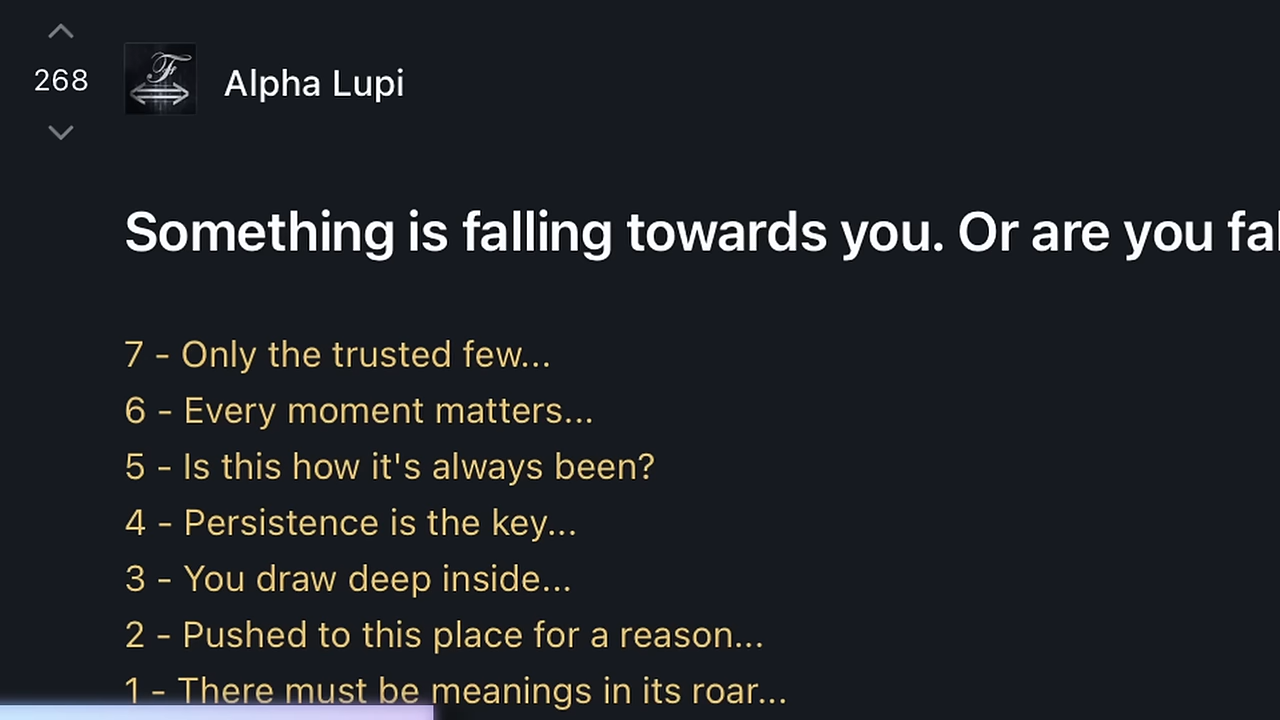 268
Alpha Lupi
Something is falling towards you. Or are you fal
7 - Only the trusted few...
6 - Every moment matters...
5 - Is this how it's always been?
4 - Persistence is the key...
3 - You draw deep inside...
2 - Pushed to this place for a reason...
1 - There must be meanings in its roar...